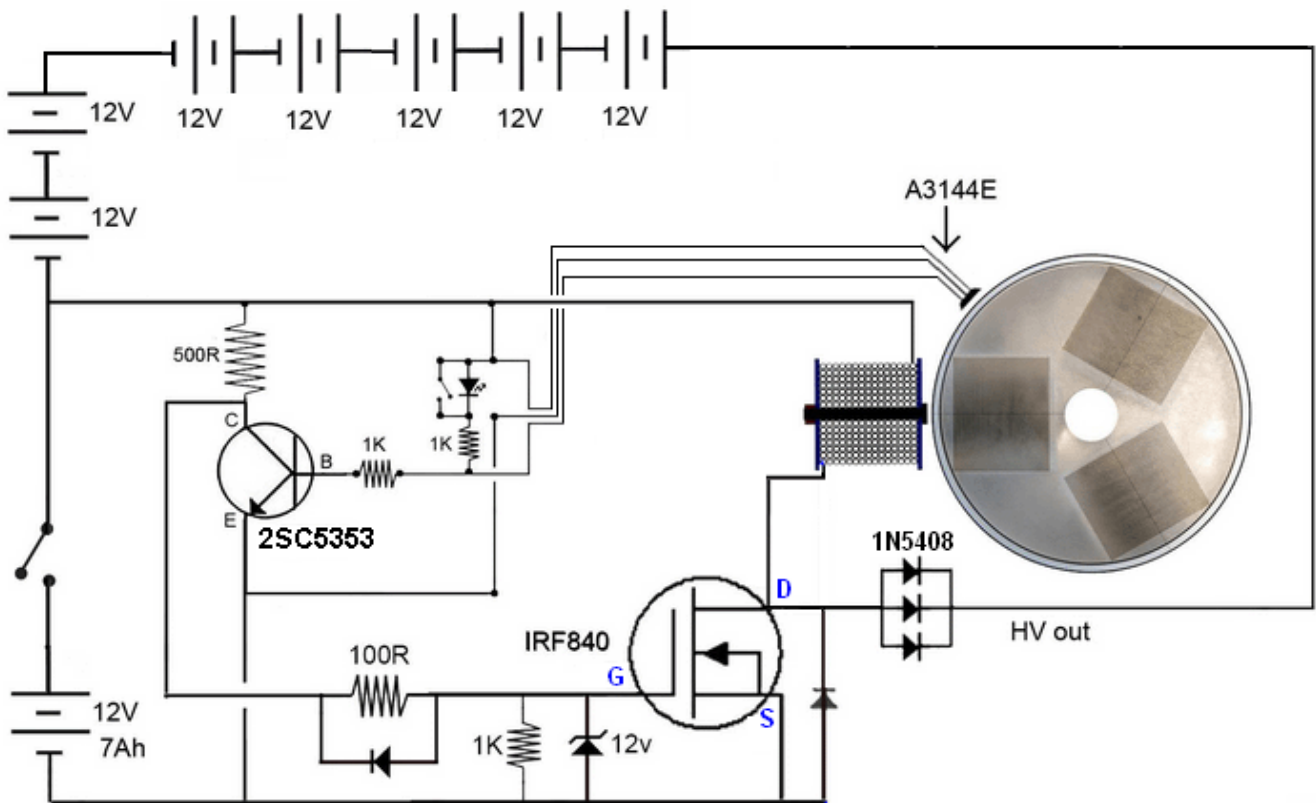 12V
12V
12V
12V
12V
12V
12V
A3144E
500R
C
B
1K
1K
E
2SC5353
1N5408
D
HV out
IRF840
100R
G
S
12V
7Ah
1K
12v